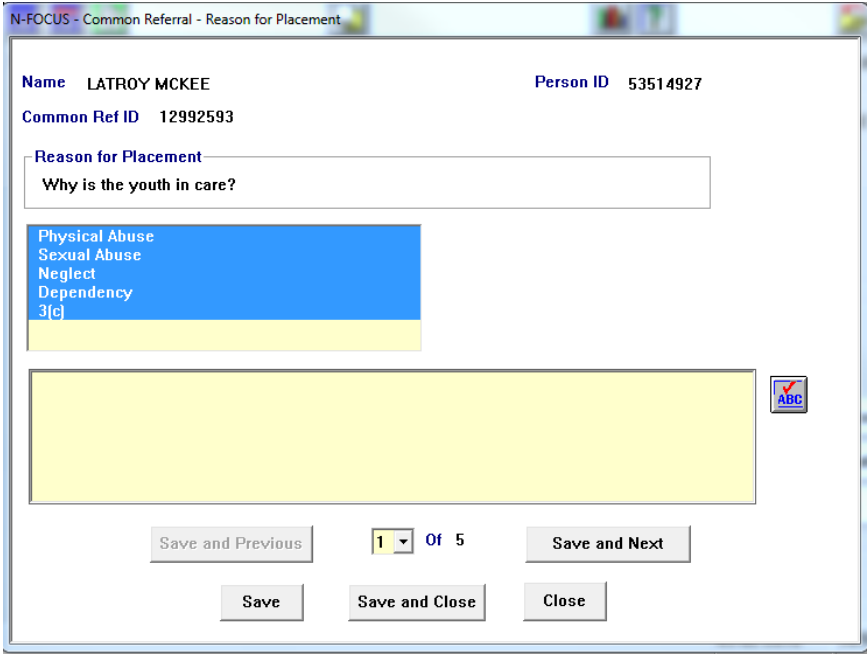 N-FOCUS - Common Referral - Reason for Placement
Name LATROY MCKEE Person ID 53514927
Common Ref ID 12992593
Reason for Placement
Why is the youth in care?
Physical Abuse
Sexual Abuse
Neglect
Dependency
3(c)
ABC
Save and Previous 1 Of 5 Save and Next
Save Save and Close Close